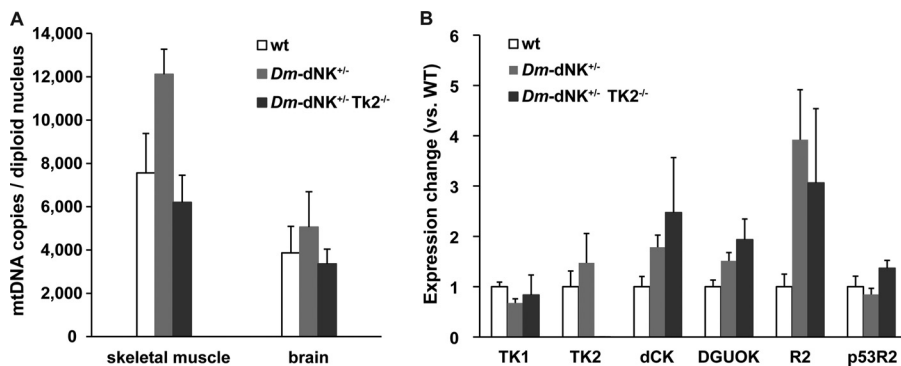 A
mtDNA copies / diploid nucleus
14,000
12,000
10,000
8,000
6,000
4,000
2,000
0
wt
Dm-dNK+/-
Dm-dNK+/- Tk2-/-
skeletal muscle
brain
B
Expression change (vs. WT)
6
5
4
3
2
1
0
wt
Dm-dNK+/-
Dm-dNK+/- TK2-/-
TK1 TK2 dCK DGUOK R2 p53R2